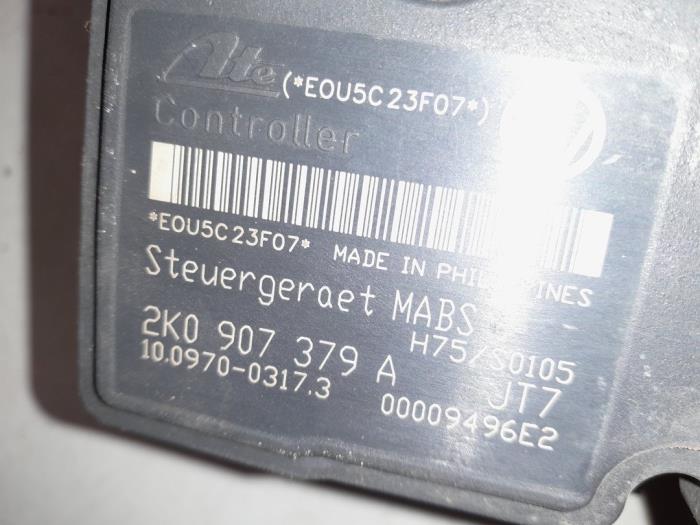 Ate (*EOU5C23F07*)
Controller
*EOU5C23F07* MADE IN PHILIPPINES
Steuergeraet MABS
H75/S0105
2K0 907 379 A JT7
10.0970-0317.3 00009496E2